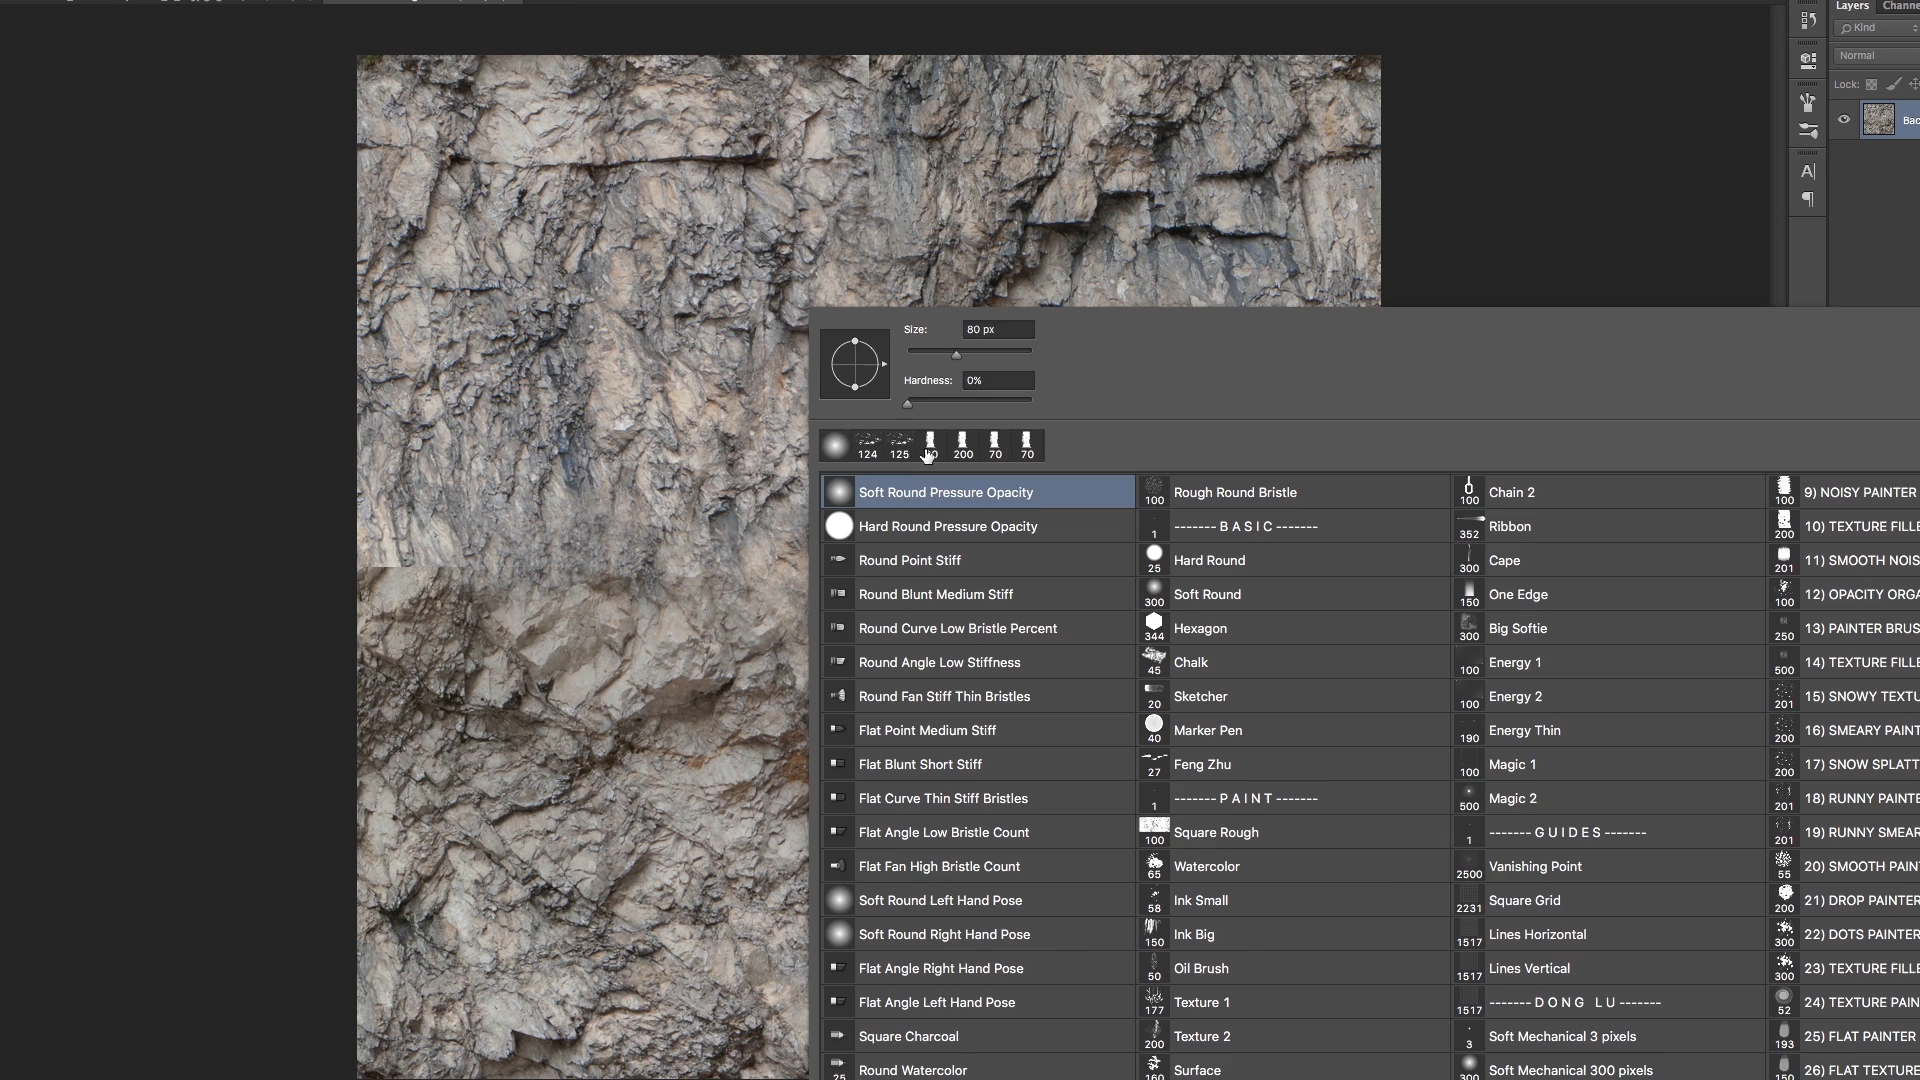 Layers Channe
Kind
Normal
Lock:
Bac
Size: 80 px
Hardness: 0%
124 125 200 70 70
Soft Round Pressure Opacity
Hard Round Pressure Opacity
Round Point Stiff
Round Blunt Medium Stiff
Round Curve Low Bristle Percent
Round Angle Low Stiffness
Round Fan Stiff Thin Bristles
Flat Point Medium Stiff
Flat Blunt Short Stiff
Flat Curve Thin Stiff Bristles
Flat Angle Low Bristle Count
Flat Fan High Bristle Count
Soft Round Left Hand Pose
Soft Round Right Hand Pose
Flat Angle Right Hand Pose
Flat Angle Left Hand Pose
Square Charcoal
25 Round Watercolor
100 Rough Round Bristle
1 ------- B A S I C -------
25 Hard Round
300 Soft Round
344 Hexagon
45 Chalk
20 Sketcher
40 Marker Pen
27 Feng Zhu
1 ------- P A I N T -------
100 Square Rough
65 Watercolor
58 Ink Small
150 Ink Big
50 Oil Brush
177 Texture 1
200 Texture 2
160 Surface
100 Chain 2
352 Ribbon
300 Cape
150 One Edge
300 Big Softie
100 Energy 1
100 Energy 2
190 Energy Thin
100 Magic 1
500 Magic 2
1 ------- G U I D E S -------
2500 Vanishing Point
2231 Square Grid
1517 Lines Horizontal
1517 Lines Vertical
1517 ------- D O N G  L U -------
3 Soft Mechanical 3 pixels
300 Soft Mechanical 300 pixels
100 9) NOISY PAINTER
200 10) TEXTURE FILLE
201 11) SMOOTH NOIS
100 12) OPACITY ORGA
250 13) PAINTER BRUS
500 14) TEXTURE FILLE
201 15) SNOWY TEXTU
200 16) SMEARY PAINT
200 17) SNOW SPLATT
201 18) RUNNY PAINTE
201 19) RUNNY SMEAR
55 20) SMOOTH PAIN
200 21) DROP PAINTER
300 22) DOTS PAINTER
300 23) TEXTURE FILLE
52 24) TEXTURE PAIN
193 25) FLAT PAINTER
150 26) FLAT TEXTURE